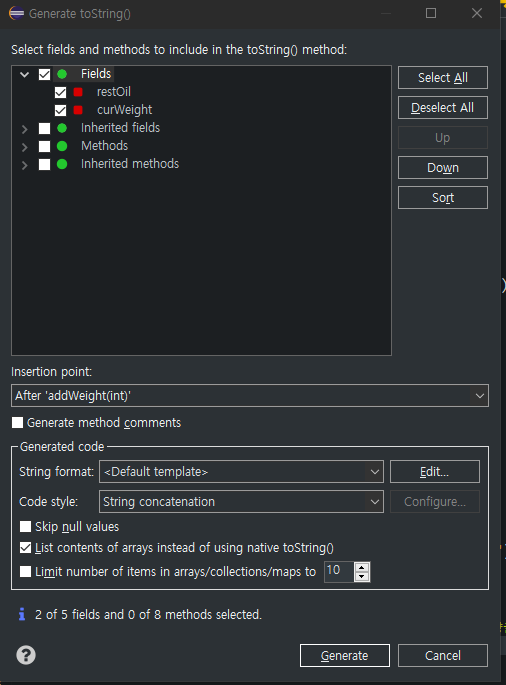 Generate toString()
Select fields and methods to include in the toString() method:
Fields
restOil
curWeight
Inherited fields
Methods
Inherited methods
Select All
Deselect All
Up
Down
Sort
Insertion point:
After 'addWeight(int)'
Generate method comments
Generated code
String format: <Default template> Edit...
Code style: String concatenation Configure...
Skip null values
List contents of arrays instead of using native toString()
Limit number of items in arrays/collections/maps to 10
2 of 5 fields and 0 of 8 methods selected.
Generate Cancel